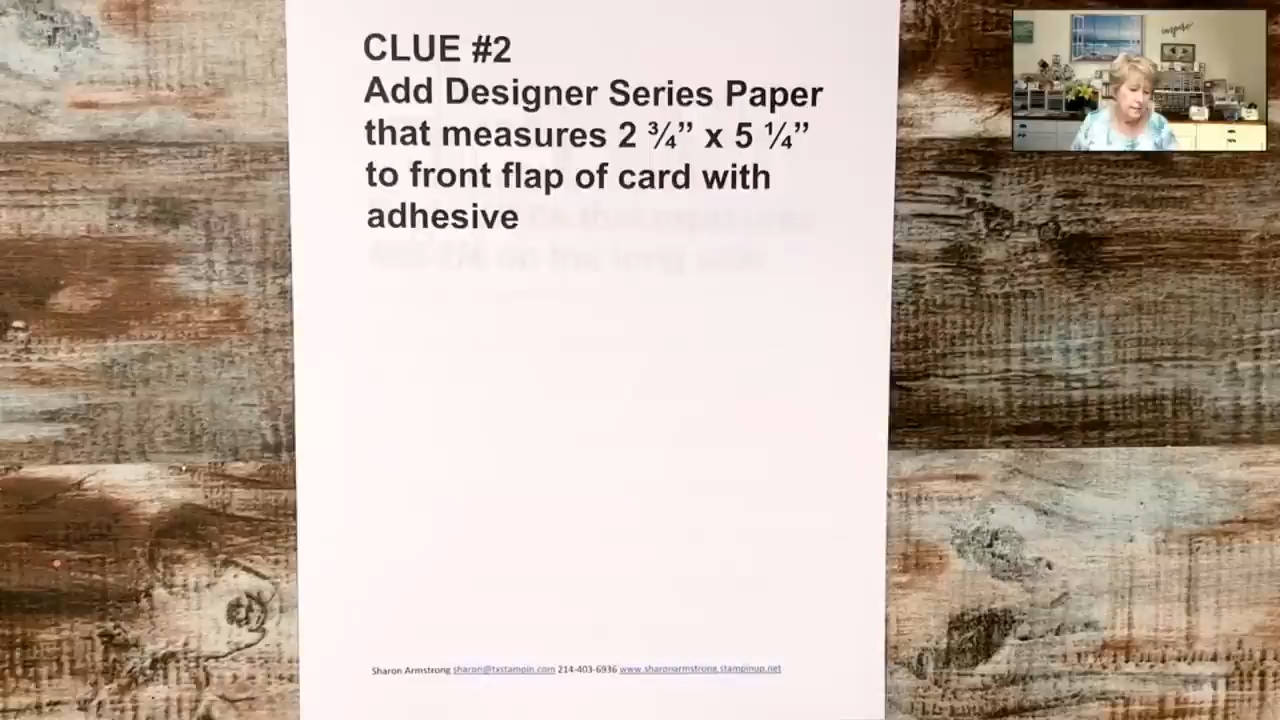 CLUE #2
Add Designer Series Paper
that measures 2 ¾” x 5 ¼”
to front flap of card with
adhesive
Sharon Armstrong sharon@txstampin.com 214-403-6936 www.sharonarmstrong.stampinup.net
inspire